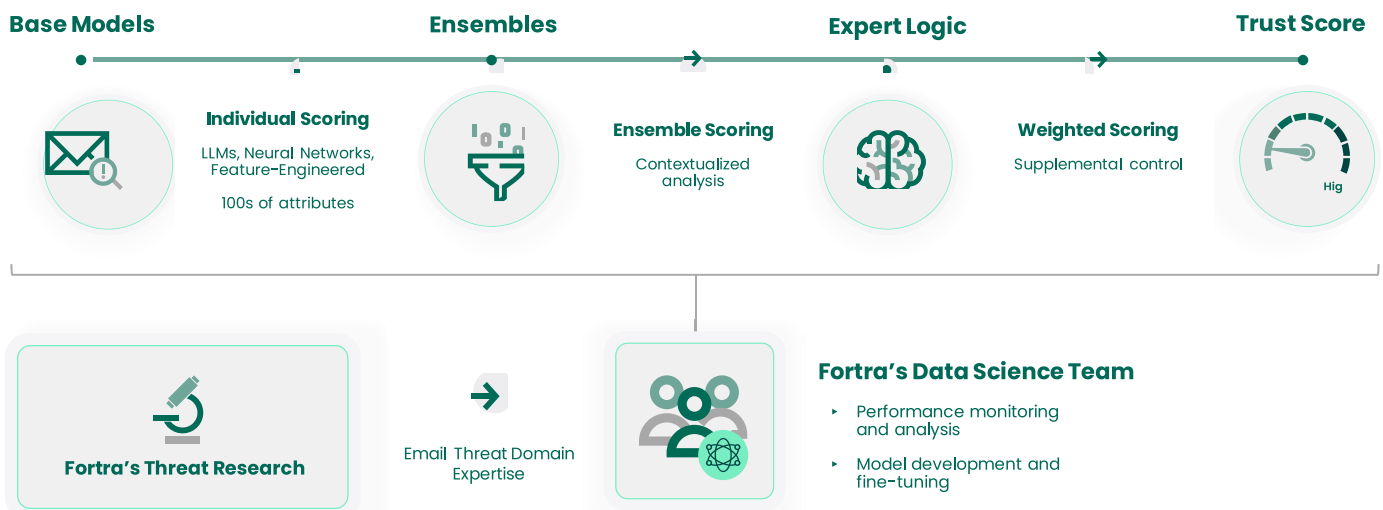 Base Models
Ensembles
Expert Logic
Trust Score
Individual Scoring
LLMs, Neural Networks,
Feature-Engineered
100s of attributes
Ensemble Scoring
Contextualized
analysis
Weighted Scoring
Supplemental control
Hig
Fortra's Threat Research
Email Threat Domain
Expertise
Fortra's Data Science Team
‣ Performance monitoring
and analysis
‣ Model development and
fine-tuning